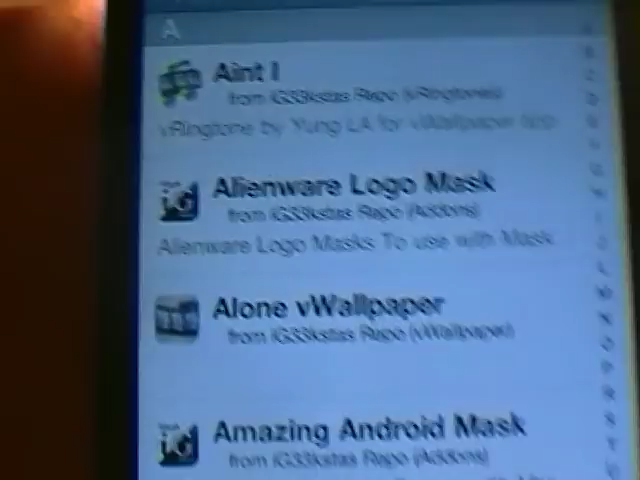 A
Aint I
from iG33kstas Repo (vRingtones)
vRingtone by Yung LA for vWallpaper app
Alienware Logo Mask
from iG33kstas Repo (Addons)
Alienware Logo Masks To use with Mask
Alone vWallpaper
from iG33kstas Repo (vWallpaper)
Amazing Android Mask
from iG33kstas Repo (Addons)